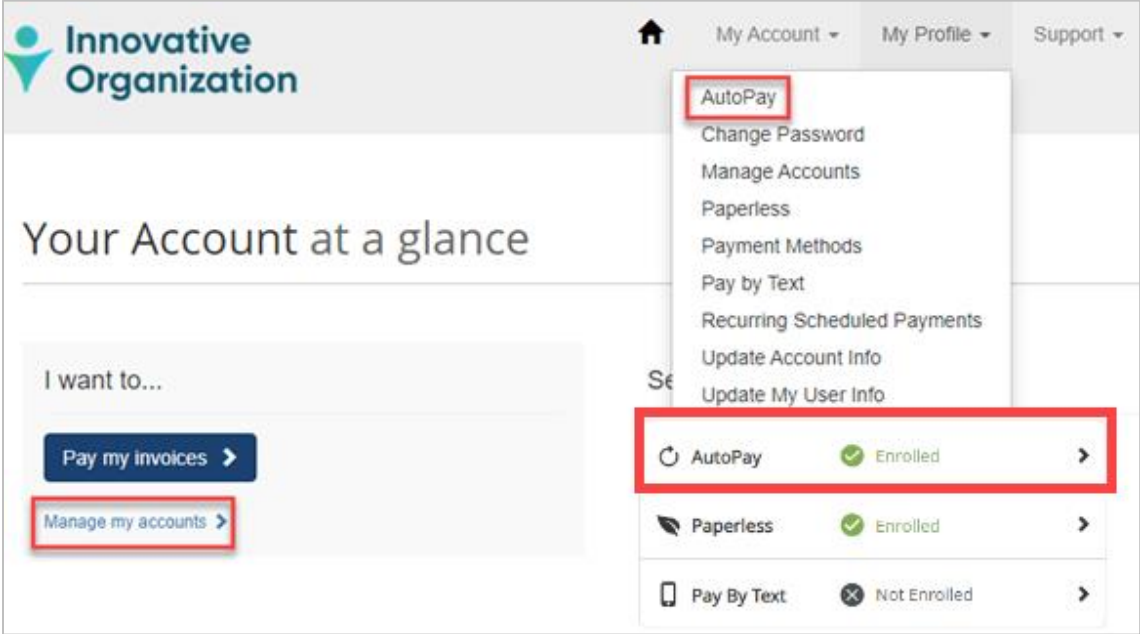 Innovative
Organization
My Account
My Profile
Support
AutoPay
Change Password
Manage Accounts
Paperless
Payment Methods
Pay by Text
Recurring Scheduled Payments
Update Account Info
Update My User Info
Your Account at a glance
I want to...
Pay my invoices
Manage my accounts
Se
AutoPay Enrolled
Paperless Enrolled
Pay By Text Not Enrolled